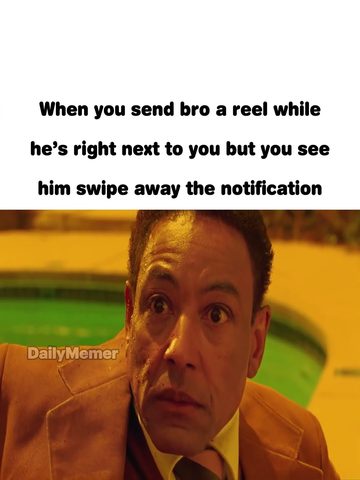 When you send bro a reel while
he’s right next to you but you see
him swipe away the notification
DailyMemer